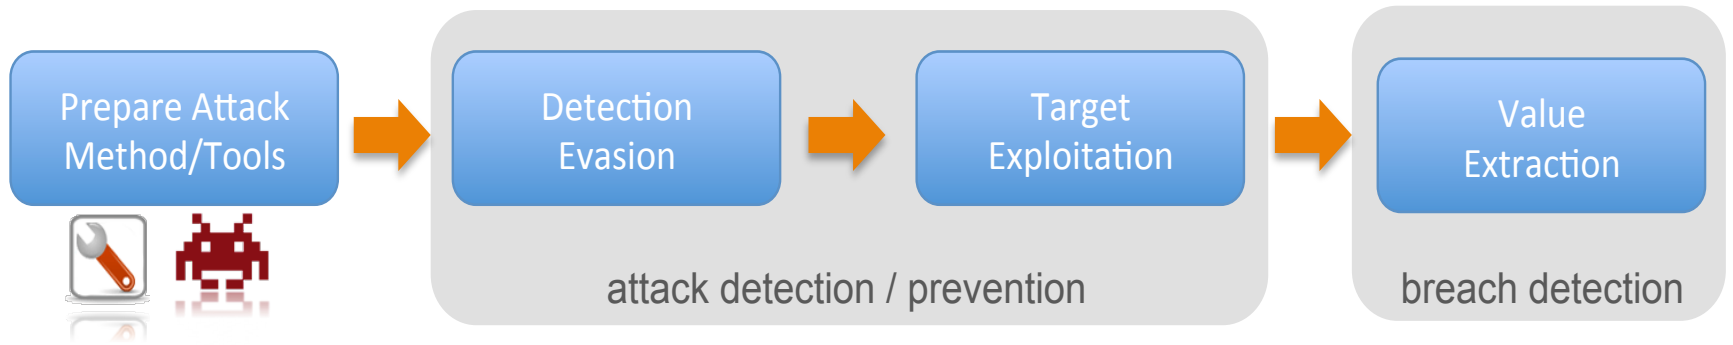 Prepare Attack
Method/Tools
Detection
Evasion
Target
Exploitation
Value
Extraction
attack detection / prevention
breach detection